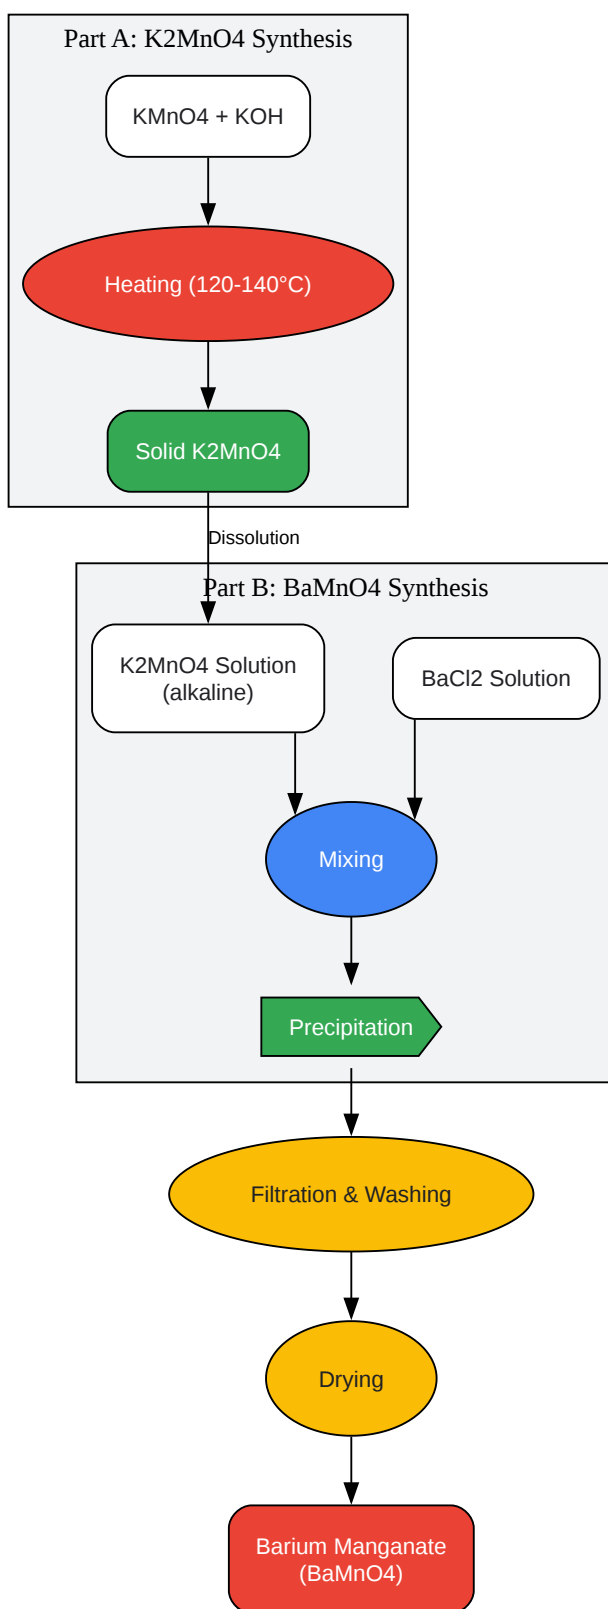 Part A: K2MnO4 Synthesis
KMnO4 + KOH
Heating (120-140°C)
Solid K2MnO4
Dissolution
Part B: BaMnO4 Synthesis
K2MnO4 Solution
(alkaline)
BaCl2 Solution
Mixing
Precipitation
Filtration & Washing
Drying
Barium Manganate
(BaMnO4)